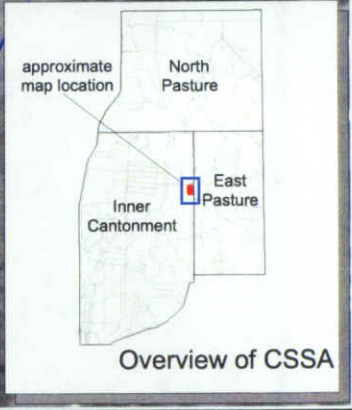 approximate
map location
North
Pasture
East
Pasture
Inner
Cantonment
Overview of CSSA